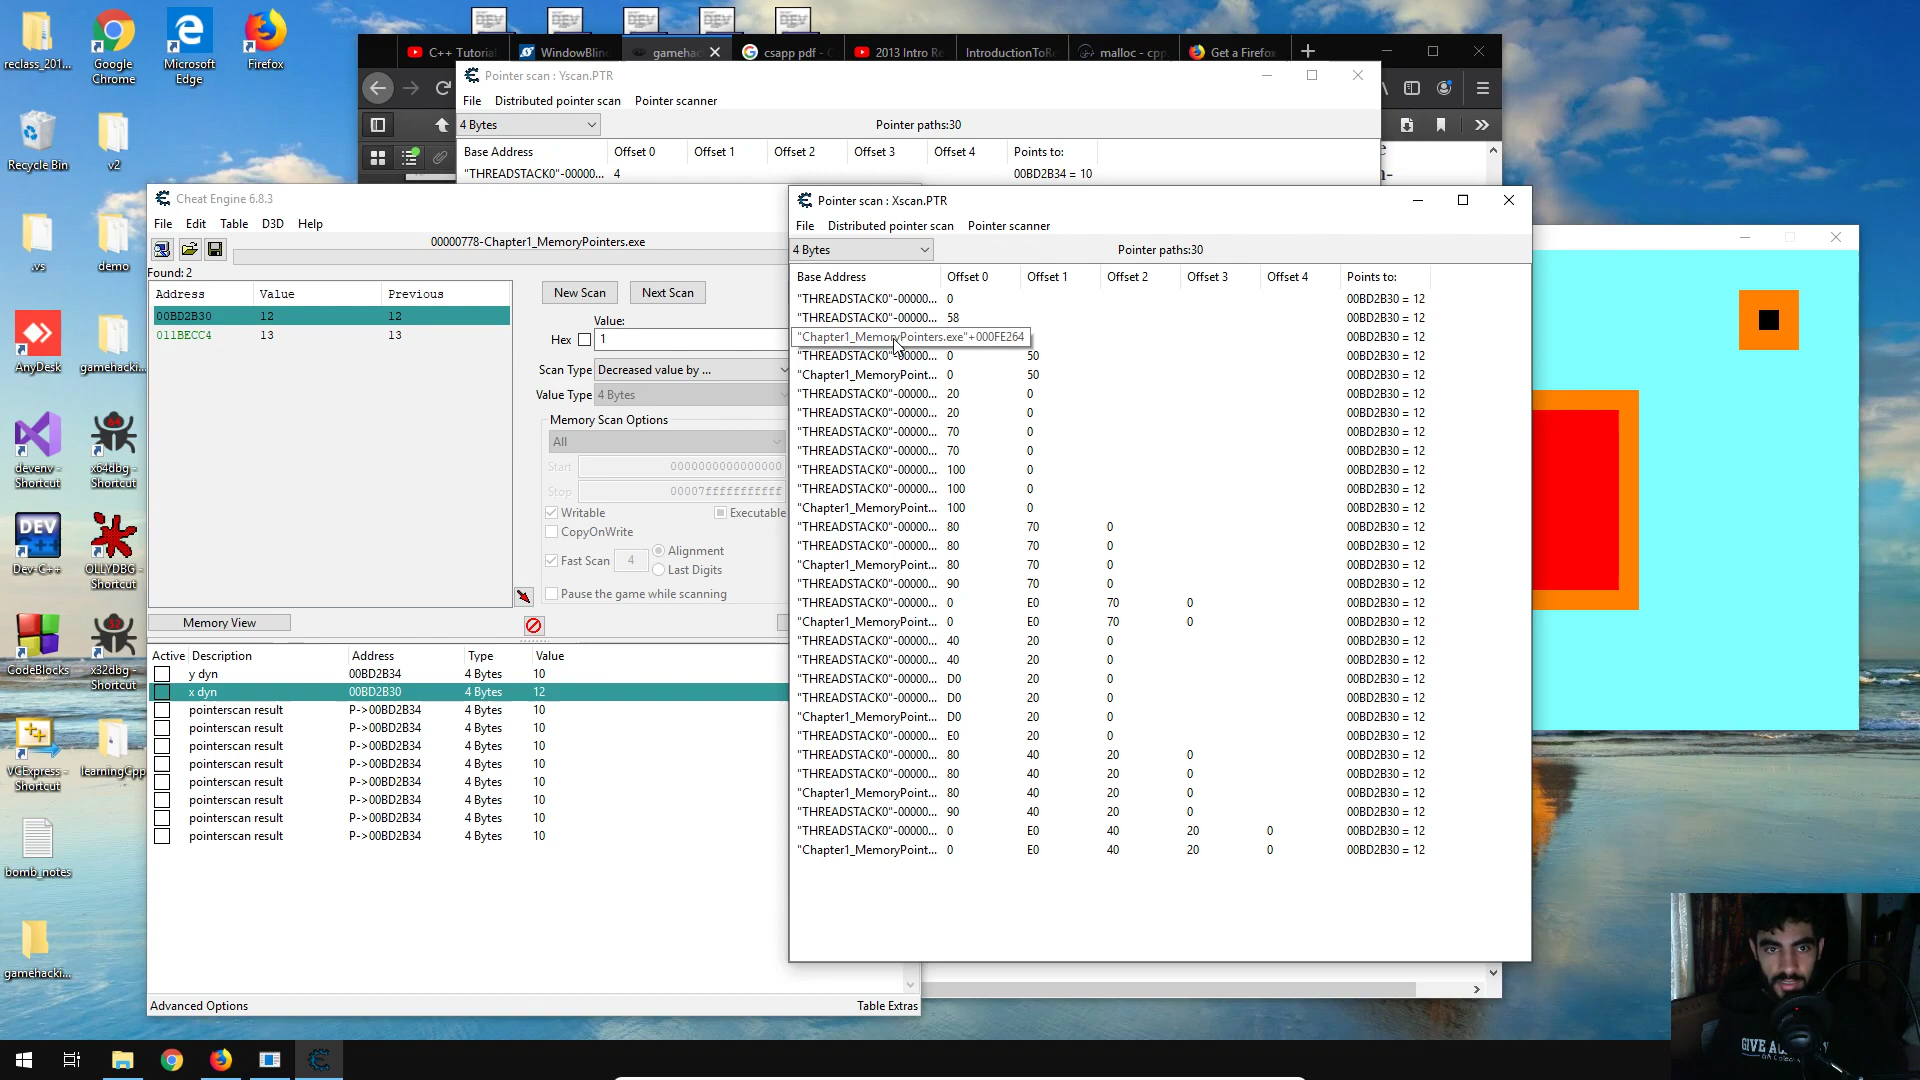 reclass_201...
Google Chrome
Microsoft Edge
Firefox
Recycle Bin
v2
.vs
demo
AnyDesk
gamehacki...
devenv - Shortcut
x64dbg - Shortcut
Dev-C++
OLLYDBG - Shortcut
CodeBlocks
x32dbg - Shortcut
VCExpress - Shortcut
learningCpp
bomb_notes
gamehacki...
DEV
DEV
DEV
DEV
DEV
C++ Tutorial
WindowBlin
gamehac
csapp pdf - G
2013 Intro Re
IntroductionToRe
malloc - cpp
Get a Firefox
Pointer scan : Yscan.PTR
File Distributed pointer scan Pointer scanner
4 Bytes Pointer paths:30
Base Address Offset 0 Offset 1 Offset 2 Offset 3 Offset 4 Points to:
"THREADSTACK0"-00000... 4 00BD2B34 = 10
Cheat Engine 6.8.3
File Edit Table D3D Help
00000778-Chapter1_MemoryPointers.exe
Found: 2
Address Value Previous
00BD2B30 12 12
011BECC4 13 13
New Scan Next Scan
Value:
Hex 1
Scan Type Decreased value by ...
Value Type 4 Bytes
Memory Scan Options
All
Start 0000000000000000
Stop 00007fffffffffff
Writable Executable
CopyOnWrite
Fast Scan 4 Alignment
Last Digits
Pause the game while scanning
Memory View
Active Description Address Type Value
y dyn 00BD2B34 4 Bytes 10
x dyn 00BD2B30 4 Bytes 12
pointerscan result P->00BD2B34 4 Bytes 10
pointerscan result P->00BD2B34 4 Bytes 10
pointerscan result P->00BD2B34 4 Bytes 10
pointerscan result P->00BD2B34 4 Bytes 10
pointerscan result P->00BD2B34 4 Bytes 10
pointerscan result P->00BD2B34 4 Bytes 10
pointerscan result P->00BD2B34 4 Bytes 10
pointerscan result P->00BD2B34 4 Bytes 10
Advanced Options Table Extras
Pointer scan : Xscan.PTR
File Distributed pointer scan Pointer scanner
4 Bytes Pointer paths:30
Base Address Offset 0 Offset 1 Offset 2 Offset 3 Offset 4 Points to:
"THREADSTACK0"-00000... 0 00BD2B30 = 12
"THREADSTACK0"-00000... 58 00BD2B30 = 12
"Chapter1_MemoryPointers.exe"+000FE264 00BD2B30 = 12
"THREADSTACK0"-00000... 0 50 00BD2B30 = 12
"Chapter1_MemoryPoint... 0 50 00BD2B30 = 12
"THREADSTACK0"-00000... 20 0 00BD2B30 = 12
"THREADSTACK0"-00000... 20 0 00BD2B30 = 12
"THREADSTACK0"-00000... 70 0 00BD2B30 = 12
"THREADSTACK0"-00000... 70 0 00BD2B30 = 12
"THREADSTACK0"-00000... 100 0 00BD2B30 = 12
"THREADSTACK0"-00000... 100 0 00BD2B30 = 12
"Chapter1_MemoryPoint... 100 0 00BD2B30 = 12
"THREADSTACK0"-00000... 80 70 0 00BD2B30 = 12
"THREADSTACK0"-00000... 80 70 0 00BD2B30 = 12
"Chapter1_MemoryPoint... 80 70 0 00BD2B30 = 12
"THREADSTACK0"-00000... 90 70 0 00BD2B30 = 12
"THREADSTACK0"-00000... 0 E0 70 0 00BD2B30 = 12
"Chapter1_MemoryPoint... 0 E0 70 0 00BD2B30 = 12
"THREADSTACK0"-00000... 40 20 0 00BD2B30 = 12
"THREADSTACK0"-00000... 40 20 0 00BD2B30 = 12
"THREADSTACK0"-00000... D0 20 0 00BD2B30 = 12
"THREADSTACK0"-00000... D0 20 0 00BD2B30 = 12
"Chapter1_MemoryPoint... D0 20 0 00BD2B30 = 12
"THREADSTACK0"-00000... E0 20 0 00BD2B30 = 12
"THREADSTACK0"-00000... 80 40 20 0 00BD2B30 = 12
"THREADSTACK0"-00000... 80 40 20 0 00BD2B30 = 12
"Chapter1_MemoryPoint... 80 40 20 0 00BD2B30 = 12
"THREADSTACK0"-00000... 90 40 20 0 00BD2B30 = 12
"THREADSTACK0"-00000... 0 E0 40 20 0 00BD2B30 = 12
"Chapter1_MemoryPoint... 0 E0 40 20 0 00BD2B30 = 12
GIVE